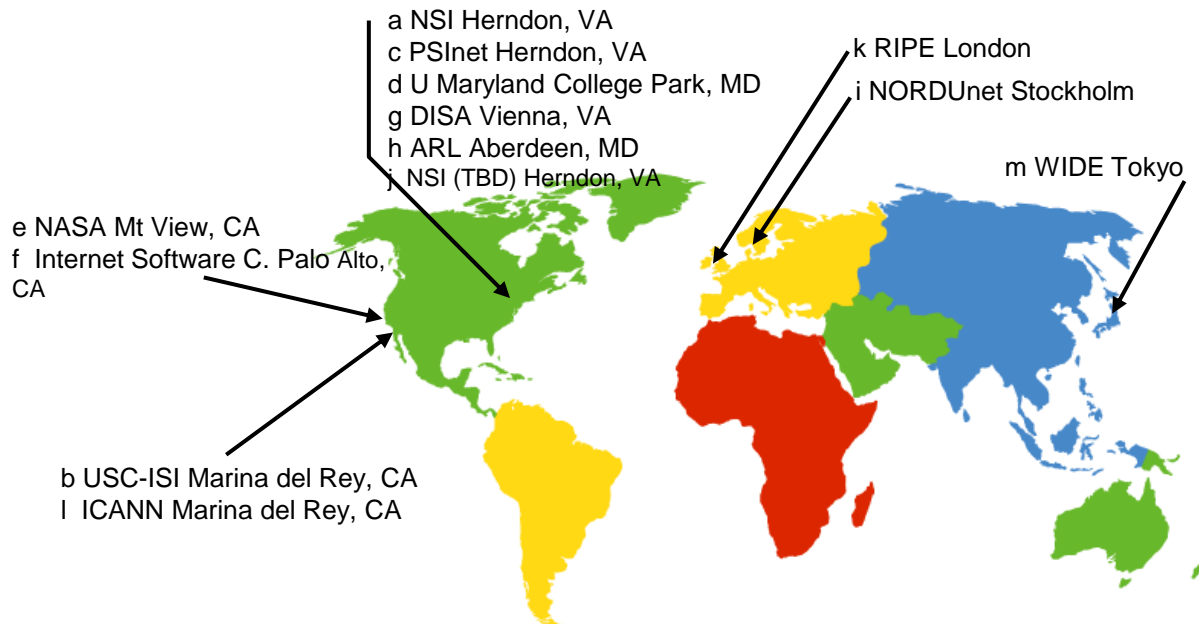 a NSI Herndon, VA
c PSInet Herndon, VA
d U Maryland College Park, MD
g DISA Vienna, VA
h ARL Aberdeen, MD
j NSI (TBD) Herndon, VA
k RIPE London
i NORDUnet Stockholm
m WIDE Tokyo
e NASA Mt View, CA
f Internet Software C. Palo Alto,
CA
b USC-ISI Marina del Rey, CA
l ICANN Marina del Rey, CA